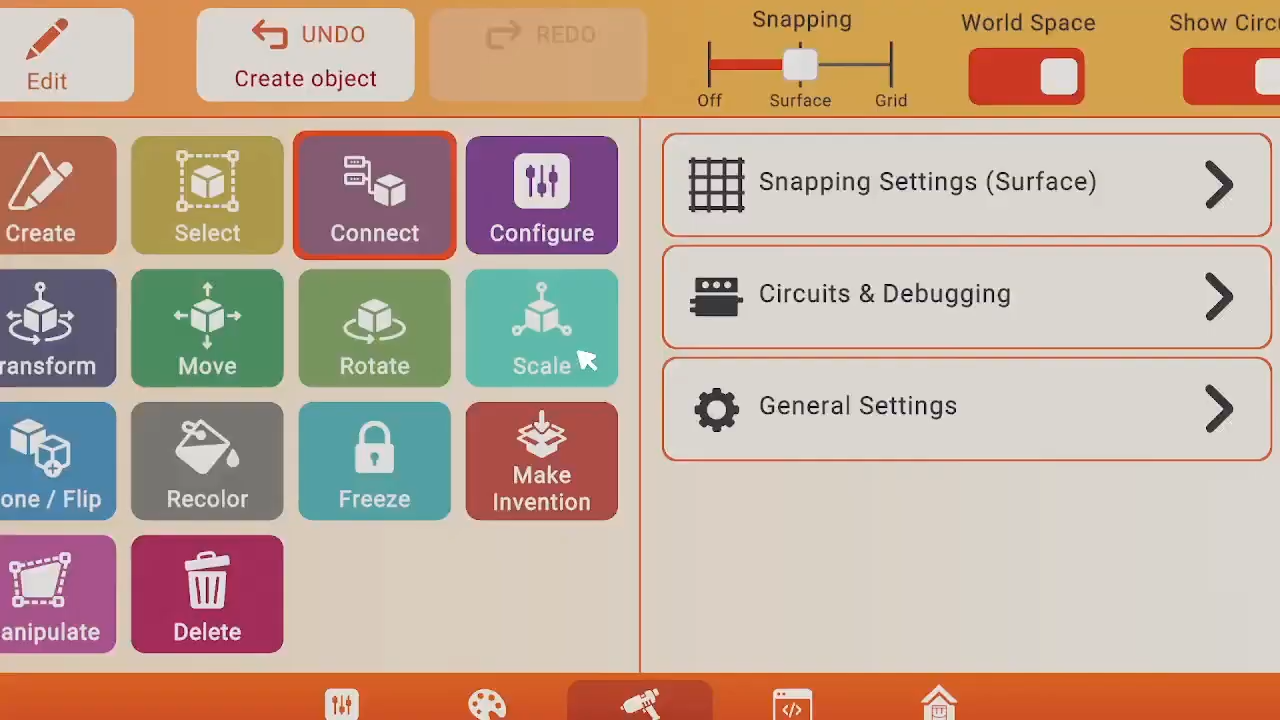 Edit
UNDO
Create object
REDO
Snapping
Off Surface Grid
World Space
Show Circu
Create
Select
Connect
Configure
ransform
Move
Rotate
Scale
one / Flip
Recolor
Freeze
Make
Invention
anipulate
Delete
Snapping Settings (Surface)
Circuits & Debugging
General Settings